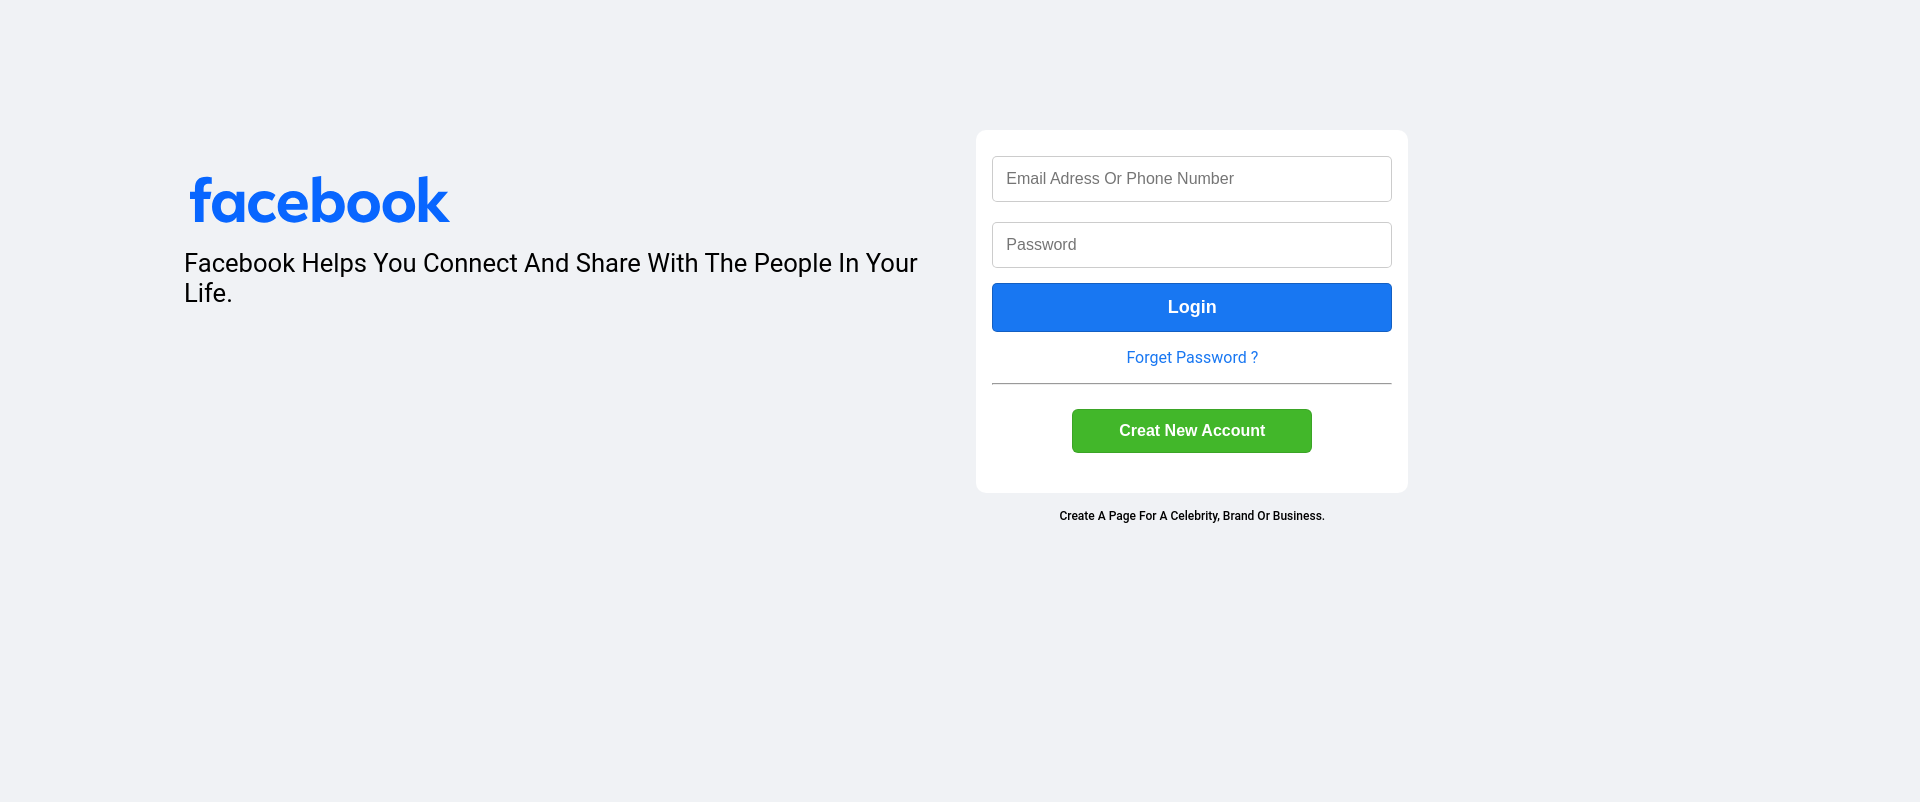 facebook
Facebook Helps You Connect And Share With The People In Your
Life.
Email Adress Or Phone Number
Password
Login
Forget Password ?
Creat New Account
Create A Page For A Celebrity, Brand Or Business.